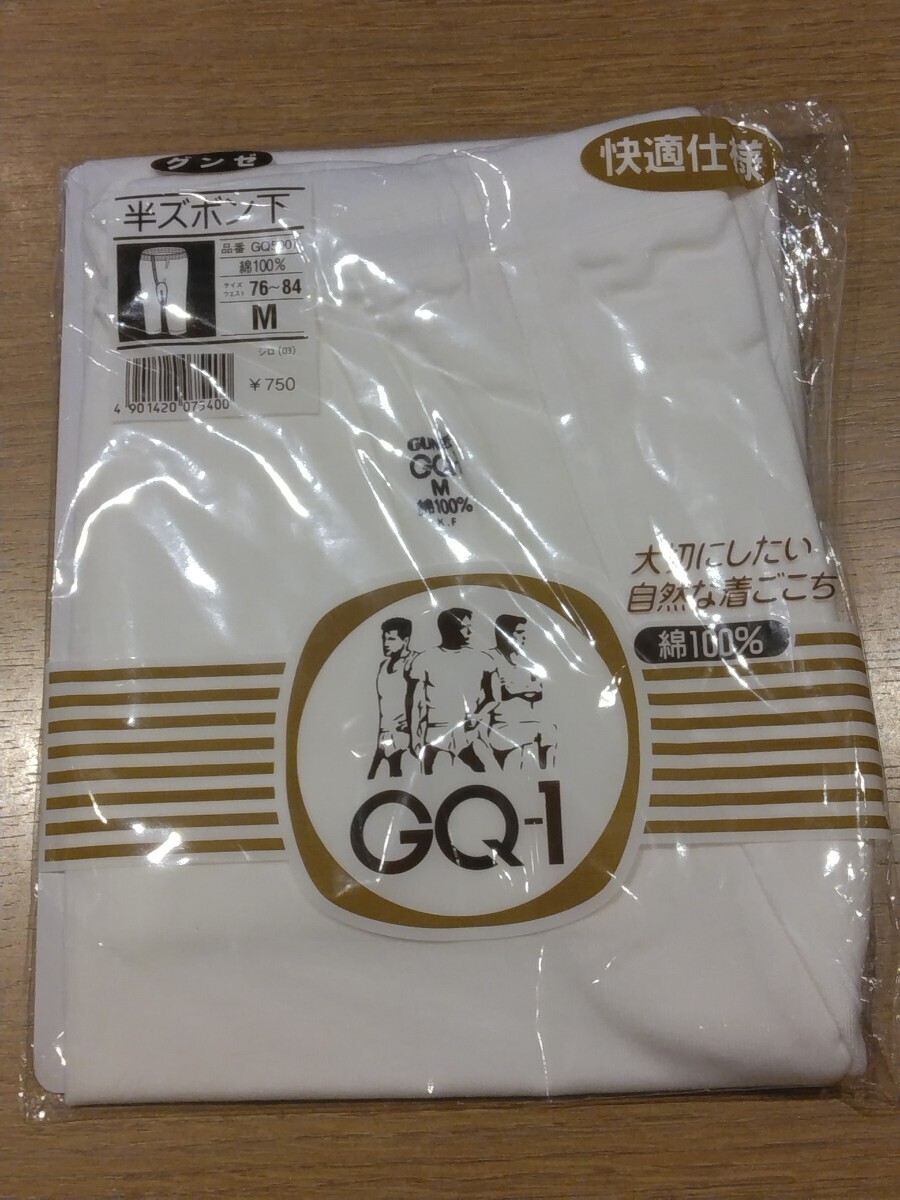 グンゼ
快適仕様
半ズボン下
品番
綿100%
サイズ
ウエスト 76〜84
M
シロ(03)
¥750
4 901420 075400
GQ-1
M
綿100%
K.F
大切にしたい
自然な着ごこち
綿100%
GQ-1